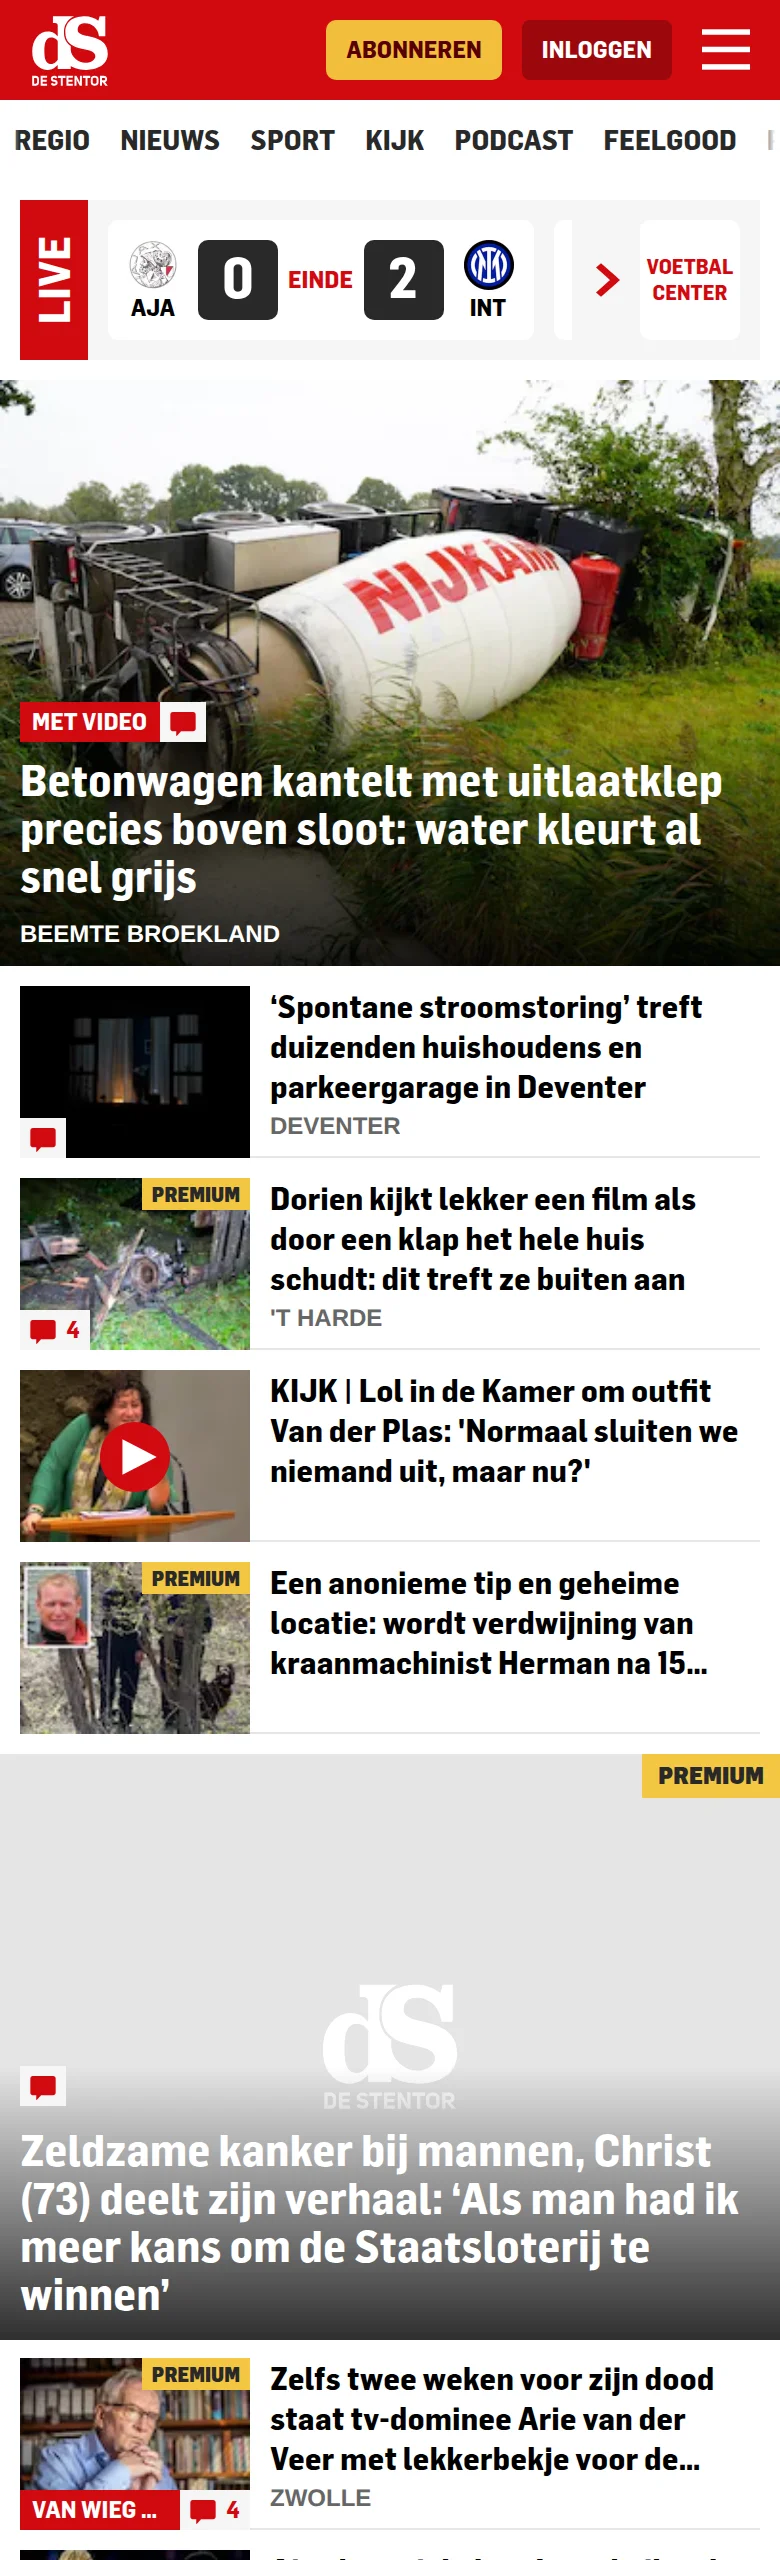 dS
DE STENTOR
ABONNEREN
INLOGGEN
REGIO NIEUWS SPORT KIJK PODCAST FEELGOOD
LIVE
AJA
0
EINDE
2
INT
VOETBAL
CENTER
NIJKAMP
MET VIDEO
Betonwagen kantelt met uitlaatklep
precies boven sloot: water kleurt al
snel grijs
BEEMTE BROEKLAND
‘Spontane stroomstoring’ treft
duizenden huishoudens en
parkeergarage in Deventer
DEVENTER
PREMIUM
4
Dorien kijkt lekker een film als
door een klap het hele huis
schudt: dit treft ze buiten aan
'T HARDE
KIJK | Lol in de Kamer om outfit
Van der Plas: 'Normaal sluiten we
niemand uit, maar nu?'
PREMIUM
Een anonieme tip en geheime
locatie: wordt verdwijning van
kraanmachinist Herman na 15...
PREMIUM
dS
DE STENTOR
Zeldzame kanker bij mannen, Christ
(73) deelt zijn verhaal: ‘Als man had ik
meer kans om de Staatsloterij te
winnen’
PREMIUM
VAN WIEG ...
4
Zelfs twee weken voor zijn dood
staat tv-dominee Arie van der
Veer met lekkerbekje voor de...
ZWOLLE